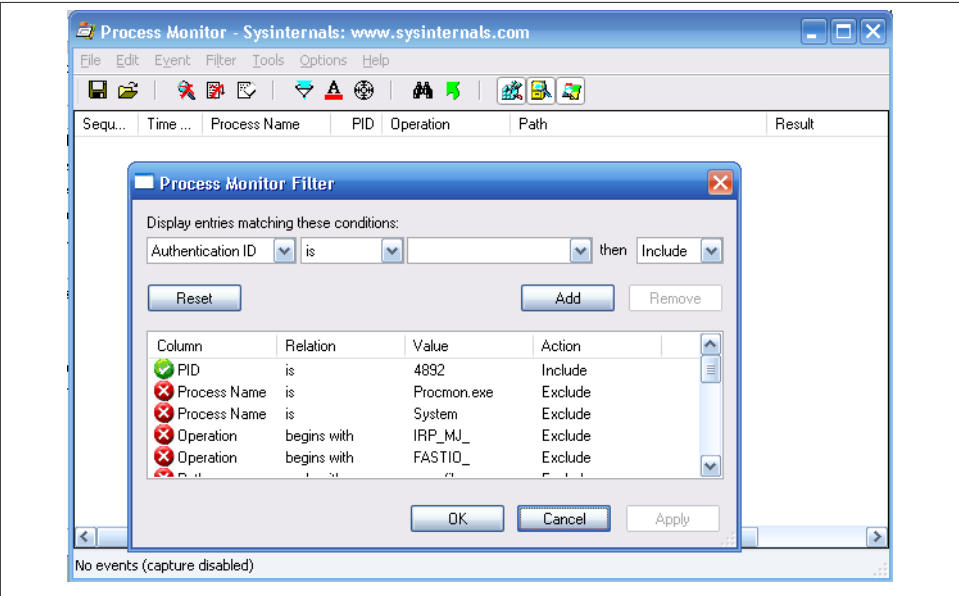 Process Monitor - Sysinternals: www.sysinternals.com
File Edit Event Filter Tools Options Help
Sequ... Time ... Process Name PID Operation Path Result
Process Monitor Filter
Display entries matching these conditions:
Authentication ID is then Include
Reset Add Remove
Column Relation Value Action
PID is 4892 Include
Process Name is Procmon.exe Exclude
Process Name is System Exclude
Operation begins with IRP_MJ_ Exclude
Operation begins with FASTIO_ Exclude
OK Cancel Apply
No events (capture disabled)